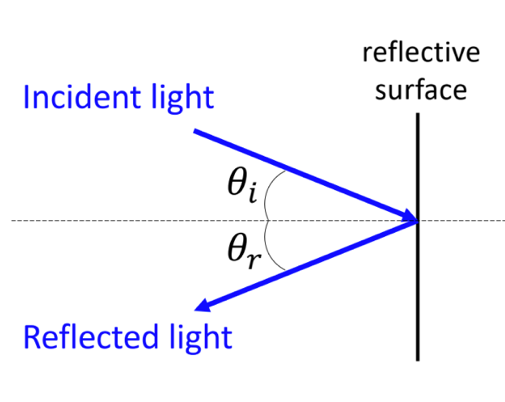 reflective
surface
Incident light
θᵢ
θᵣ
Reflected light